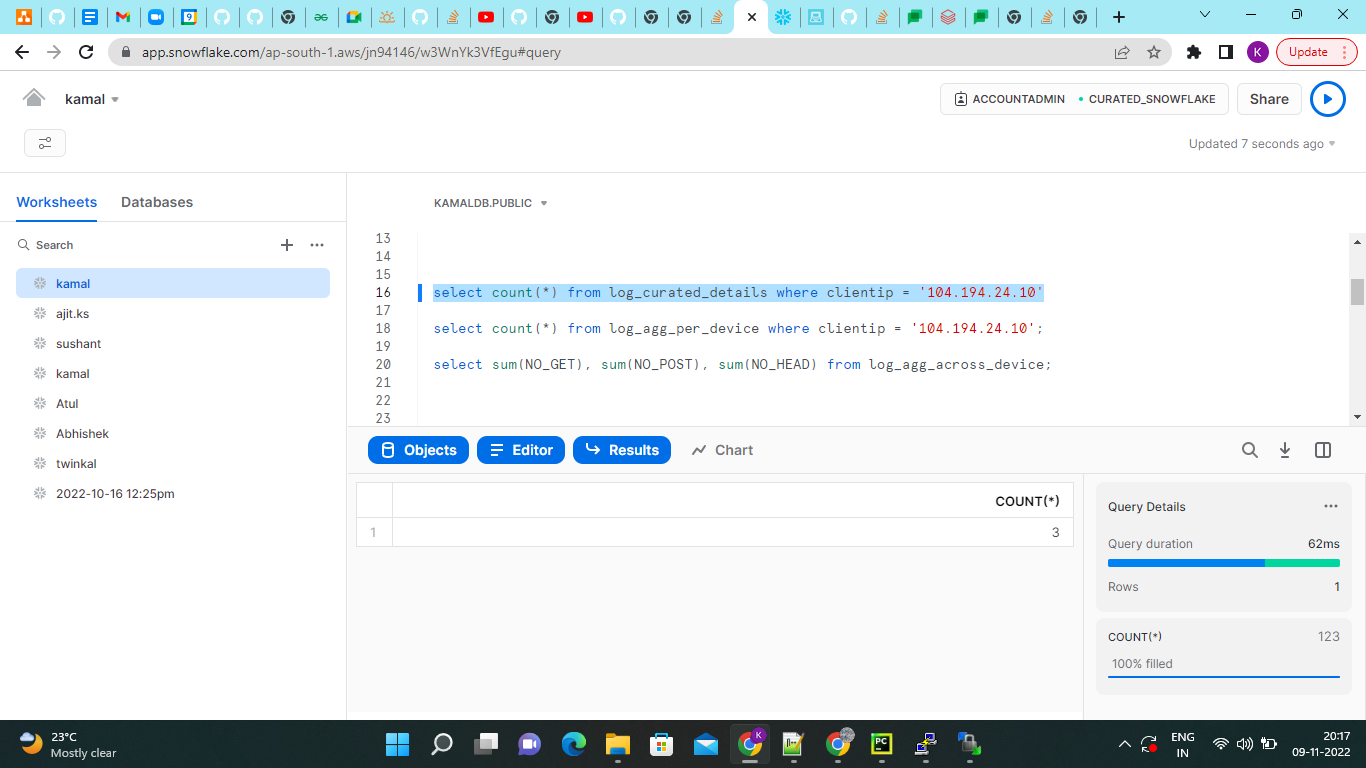 app.snowflake.com/ap-south-1.aws/jn94146/w3WnYk3VfEgu#query
K
Update
kamal
ACCOUNTADMIN
CURATED_SNOWFLAKE
Share
Updated 7 seconds ago
Worksheets
Databases
Search
kamal
ajit.ks
sushant
kamal
Atul
Abhishek
twinkal
2022-10-16 12:25pm
KAMALDB.PUBLIC
13
14
15
16 select count(*) from log_curated_details where clientip = '104.194.24.10'
17
18 select count(*) from log_agg_per_device where clientip = '104.194.24.10';
19
20 select sum(NO_GET), sum(NO_POST), sum(NO_HEAD) from log_agg_across_device;
21
22
23
Objects
Editor
Results
Chart
COUNT(*)
1 3
Query Details
Query duration 62ms
Rows 1
COUNT(*) 123
100% filled
23°C
Mostly clear
K
PC
ENG
IN
20:17
09-11-2022